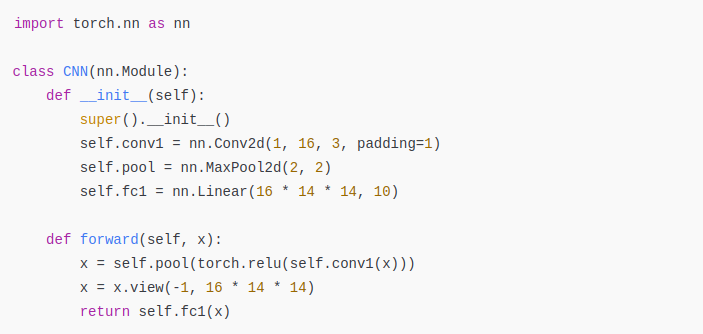 import torch.nn as nn

class CNN(nn.Module):
    def __init__(self):
        super().__init__()
        self.conv1 = nn.Conv2d(1, 16, 3, padding=1)
        self.pool = nn.MaxPool2d(2, 2)
        self.fc1 = nn.Linear(16 * 14 * 14, 10)

    def forward(self, x):
        x = self.pool(torch.relu(self.conv1(x)))
        x = x.view(-1, 16 * 14 * 14)
        return self.fc1(x)